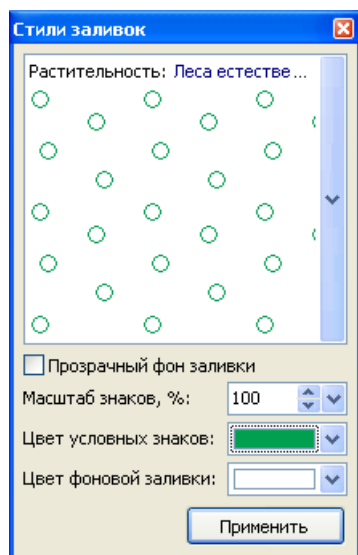 Стили заливок
Растительность: Леса естестве...
Прозрачный фон заливки
Масштаб знаков, %: 100
Цвет условных знаков:
Цвет фоновой заливки:
Применить